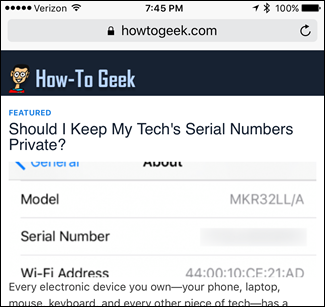 Verizon 7:45 PM 100%
howtogeek.com
How-To Geek
FEATURED
Should I Keep My Tech's Serial Numbers
Private?
General About
Model MKR32LL/A
Serial Number
Wi-Fi Address 44:00:10:CE:21:AD
Every electronic device you own—your phone, laptop,
mouse, keyboard, and every other piece of tech—has a